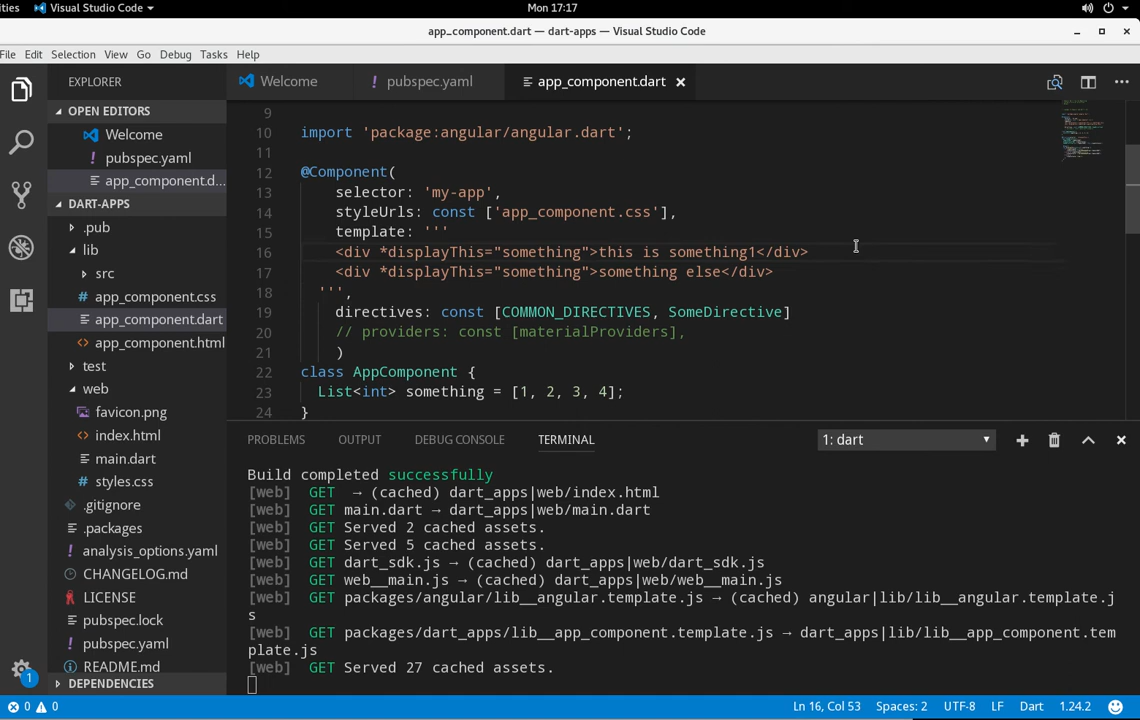 ities Visual Studio Code Mon 17:17
app_component.dart — dart-apps — Visual Studio Code
File Edit Selection View Go Debug Tasks Help
EXPLORER
OPEN EDITORS
Welcome
pubspec.yaml
app_component.d...
DART-APPS
.pub
lib
src
app_component.css
app_component.dart
app_component.html
test
web
favicon.png
index.html
main.dart
styles.css
.gitignore
.packages
analysis_options.yaml
CHANGELOG.md
LICENSE
pubspec.lock
pubspec.yaml
README.md
DEPENDENCIES
1
Welcome pubspec.yaml app_component.dart
9
10 import 'package:angular/angular.dart';
11
12 @Component(
13 selector: 'my-app',
14 styleUrls: const ['app_component.css'],
15 template: '''
16 <div *displayThis="something">this is something1</div>
17 <div *displayThis="something">something else</div>
18 ''',
19 directives: const [COMMON_DIRECTIVES, SomeDirective]
20 // providers: const [materialProviders],
21 )
22 class AppComponent {
23 List<int> something = [1, 2, 3, 4];
24 }
PROBLEMS OUTPUT DEBUG CONSOLE TERMINAL 1: dart
Build completed successfully
[web] GET → (cached) dart_apps|web/index.html
[web] GET main.dart → dart_apps|web/main.dart
[web] GET Served 2 cached assets.
[web] GET Served 5 cached assets.
[web] GET dart_sdk.js → (cached) dart_apps|web/dart_sdk.js
[web] GET web__main.js → (cached) dart_apps|web/web__main.js
[web] GET packages/angular/lib__angular.template.js → (cached) angular|lib/lib__angular.template.j
s
[web] GET packages/dart_apps/lib__app_component.template.js → dart_apps|lib/lib__app_component.tem
plate.js
[web] GET Served 27 cached assets.
0 0 Ln 16, Col 53 Spaces: 2 UTF-8 LF Dart 1.24.2